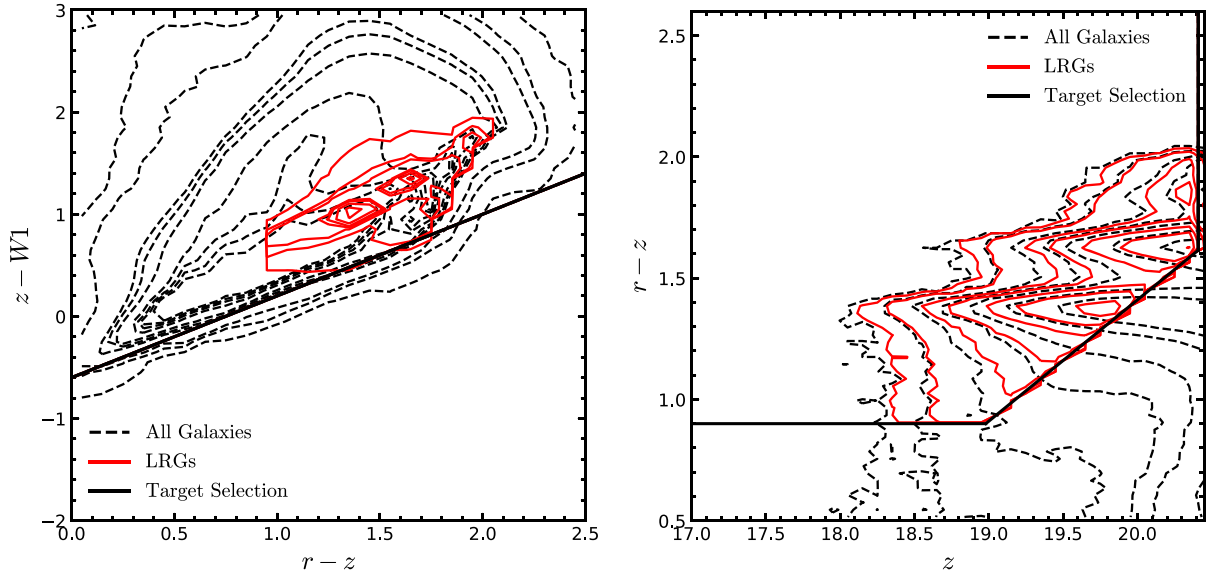 3
2
1
0
−1
−2
z − W1
0.0 0.5 1.0 1.5 2.0 2.5
r − z
All Galaxies
LRGs
Target Selection
2.5
2.0
1.5
1.0
0.5
r − z
17.0 17.5 18.0 18.5 19.0 19.5 20.0
z
All Galaxies
LRGs
Target Selection